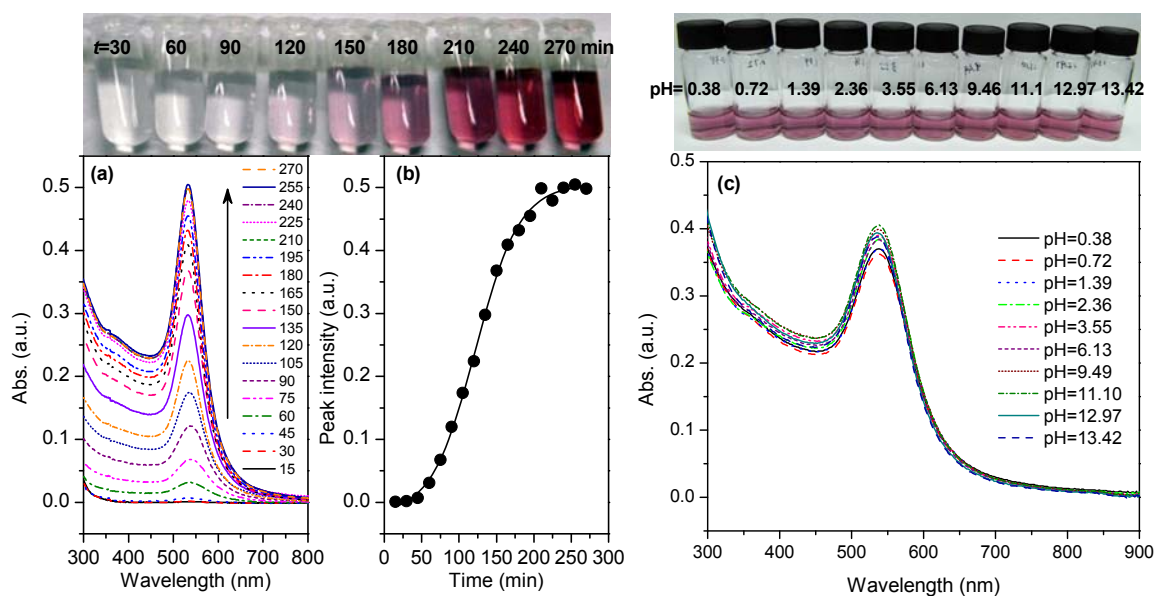 t=30 60 90 120 150 180 210 240 270 min
pH= 0.38 0.72 1.39 2.36 3.55 6.13 9.46 11.1 12.97 13.42
(a)
270
255
240
225
210
195
180
165
150
135
120
105
90
75
60
45
30
15
Abs. (a.u.)
0.5
0.4
0.3
0.2
0.1
0.0
300 400 500 600 700 800
Wavelength (nm)
(b)
Peak intensity (a.u.)
0.5
0.4
0.3
0.2
0.1
0.0
0 50 100 150 200 250 300
Time (min)
(c)
pH=0.38
pH=0.72
pH=1.39
pH=2.36
pH=3.55
pH=6.13
pH=9.49
pH=11.10
pH=12.97
pH=13.42
Abs. (a.u.)
0.5
0.4
0.3
0.2
0.1
0.0
300 400 500 600 700 800 900
Wavelength (nm)